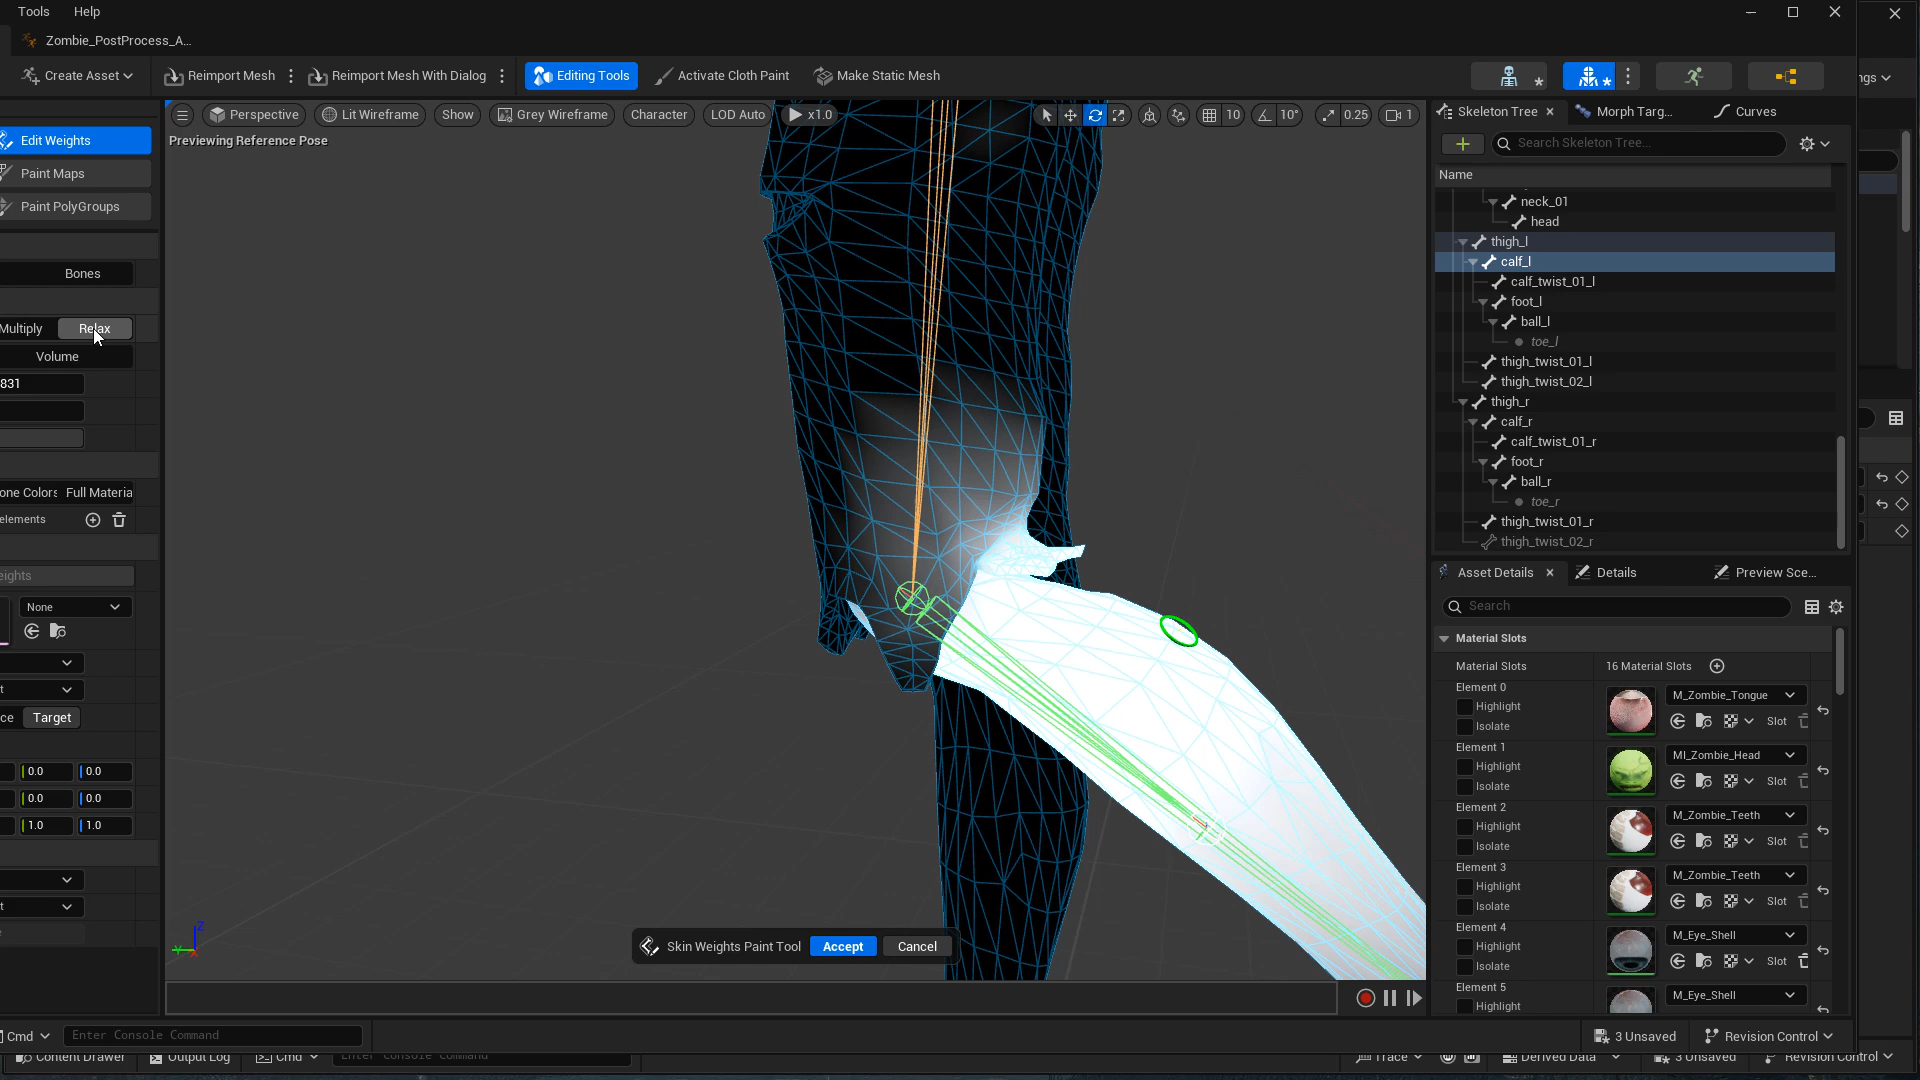 Tools Help
Zombie_PostProcess_A...
Create Asset Reimport Mesh Reimport Mesh With Dialog Editing Tools Activate Cloth Paint Make Static Mesh
ngs
Edit Weights
Paint Maps
Paint PolyGroups
Bones
Multiply Relax
Volume
831
one Colors Full Materia
elements
eights
None
t
ce Target
0.0 0.0
0.0 0.0
1.0 1.0
t
Perspective Lit Wireframe Show Grey Wireframe Character LOD Auto x1.0 10 10° 0.25 1
Previewing Reference Pose
Skin Weights Paint Tool Accept Cancel
Skeleton Tree Morph Targ... Curves
Search Skeleton Tree...
Name
neck_01
head
thigh_l
calf_l
calf_twist_01_l
foot_l
ball_l
toe_l
thigh_twist_01_l
thigh_twist_02_l
thigh_r
calf_r
calf_twist_01_r
foot_r
ball_r
toe_r
thigh_twist_01_r
thigh_twist_02_r
Asset Details Details Preview Sce...
Search
Material Slots
Material Slots 16 Material Slots
Element 0
Highlight
Isolate
M_Zombie_Tongue
Slot
Element 1
Highlight
Isolate
MI_Zombie_Head
Slot
Element 2
Highlight
Isolate
M_Zombie_Teeth
Slot
Element 3
Highlight
Isolate
M_Zombie_Teeth
Slot
Element 4
Highlight
Isolate
M_Eye_Shell
Slot
Element 5
Highlight
M_Eye_Shell
Cmd Enter Console Command 3 Unsaved Revision Control
Content Drawer Output Log Cmd Enter Console Command Trace Derived Data 3 Unsaved Revision Control